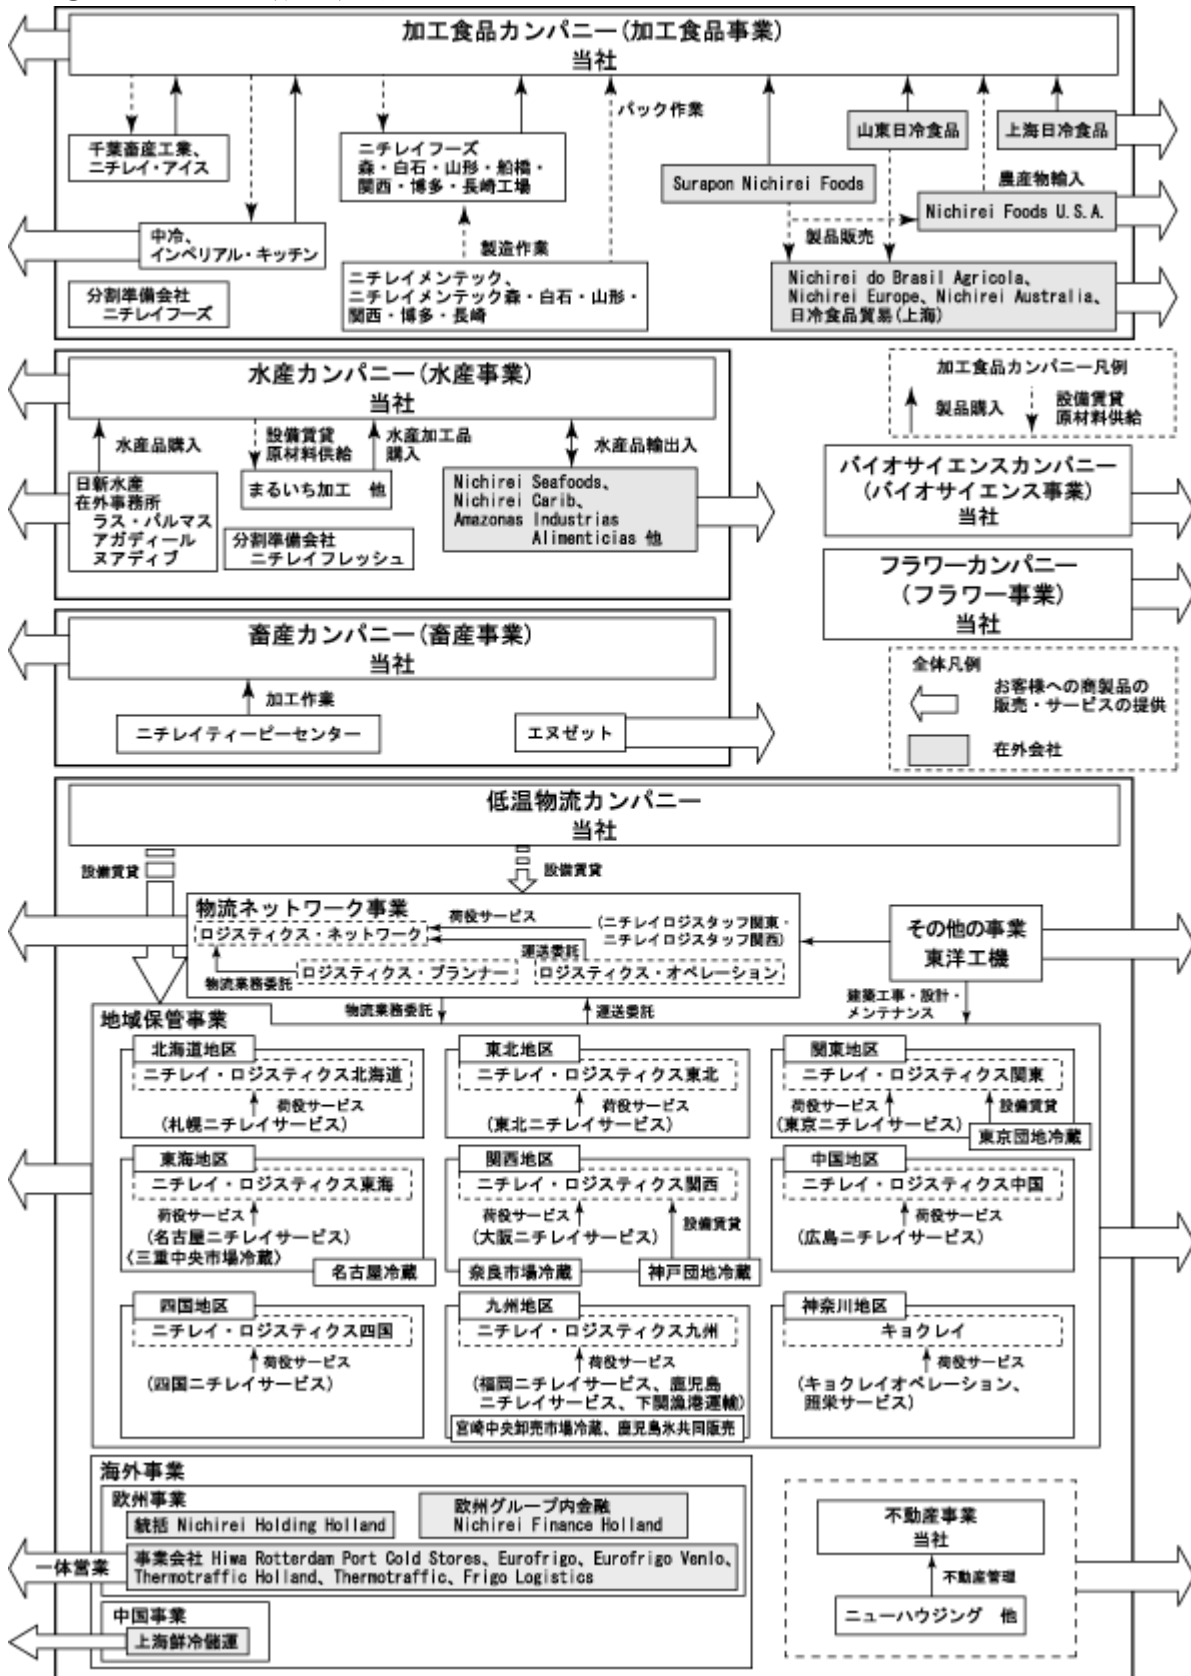 加工食品カンパニー(加工食品事業)
当社
パック作業
千葉畜産工業、
ニチレイ・アイス
ニチレイフーズ
森・白石・山形・船橋・
関西・博多・長崎工場
Surapon Nichirei Foods
山東日冷食品
上海日冷食品
農産物輸入
Nichirei Foods U.S.A.
製品販売
中冷、
インペリアル・キッチン
製造作業
分割準備会社
ニチレイフーズ
ニチレイメンテック、
ニチレイメンテック森・白石・山形・
関西・博多・長崎
Nichirei do Brasil Agricola、
Nichirei Europe、Nichirei Australia、
日冷食品貿易(上海)
水産カンパニー(水産事業)
当社
水産品購入
設備賃貸
原材料供給
水産加工品
購入
水産品輸出入
日新水産
在外事務所
ラス・パルマス
アガディール
ヌアディブ
まるいち加工 他
分割準備会社
ニチレイフレッシュ
Nichirei Seafoods、
Nichirei Carib、
Amazonas Industrias
Alimenticias 他
加工食品カンパニー凡例
製品購入
設備賃貸
原材料供給
バイオサイエンスカンパニー
(バイオサイエンス事業)
当社
フラワーカンパニー
(フラワー事業)
当社
畜産カンパニー(畜産事業)
当社
加工作業
ニチレイティーピーセンター
エヌゼット
全体凡例
お客様への商製品の
販売・サービスの提供
在外会社
低温物流カンパニー
当社
設備賃貸
設備賃貸
物流ネットワーク事業
ロジスティクス・ネットワーク
荷役サービス
(ニチレイロジスタッフ関東・
ニチレイロジスタッフ関西)
運送委託
ロジスティクス・プランナー
ロジスティクス・オペレーション
物流業務委託
その他の事業
東洋工機
物流業務委託
運送委託
建築工事・設計・
メンテナンス
地域保管事業
北海道地区
ニチレイ・ロジスティクス北海道
荷役サービス
(札幌ニチレイサービス)
東北地区
ニチレイ・ロジスティクス東北
荷役サービス
(東北ニチレイサービス)
関東地区
ニチレイ・ロジスティクス関東
荷役サービス
設備賃貸
(東京ニチレイサービス)
東京団地冷蔵
東海地区
ニチレイ・ロジスティクス東海
荷役サービス
(名古屋ニチレイサービス)
〈三重中央市場冷蔵〉
名古屋冷蔵
関西地区
ニチレイ・ロジスティクス関西
荷役サービス
設備賃貸
(大阪ニチレイサービス)
奈良市場冷蔵
神戸団地冷蔵
中国地区
ニチレイ・ロジスティクス中国
荷役サービス
(広島ニチレイサービス)
四国地区
ニチレイ・ロジスティクス四国
荷役サービス
(四国ニチレイサービス)
九州地区
ニチレイ・ロジスティクス九州
荷役サービス
(福岡ニチレイサービス、鹿児島
ニチレイサービス、下関漁港運輸)
宮崎中央卸売市場冷蔵、鹿児島氷共同販売
神奈川地区
キョクレイ
荷役サービス
(キョクレイオペレーション、
照栄サービス)
海外事業
欧州事業
統括 Nichirei Holding Holland
欧州グループ内金融
Nichirei Finance Holland
一体営業
事業会社 Hiwa Rotterdam Port Cold Stores、Eurofrigo、Eurofrigo Venlo、
Thermotraffic Holland、Thermotraffic、Frigo Logistics
中国事業
上海鮮冷儲運
不動産事業
当社
不動産管理
ニューハウジング 他